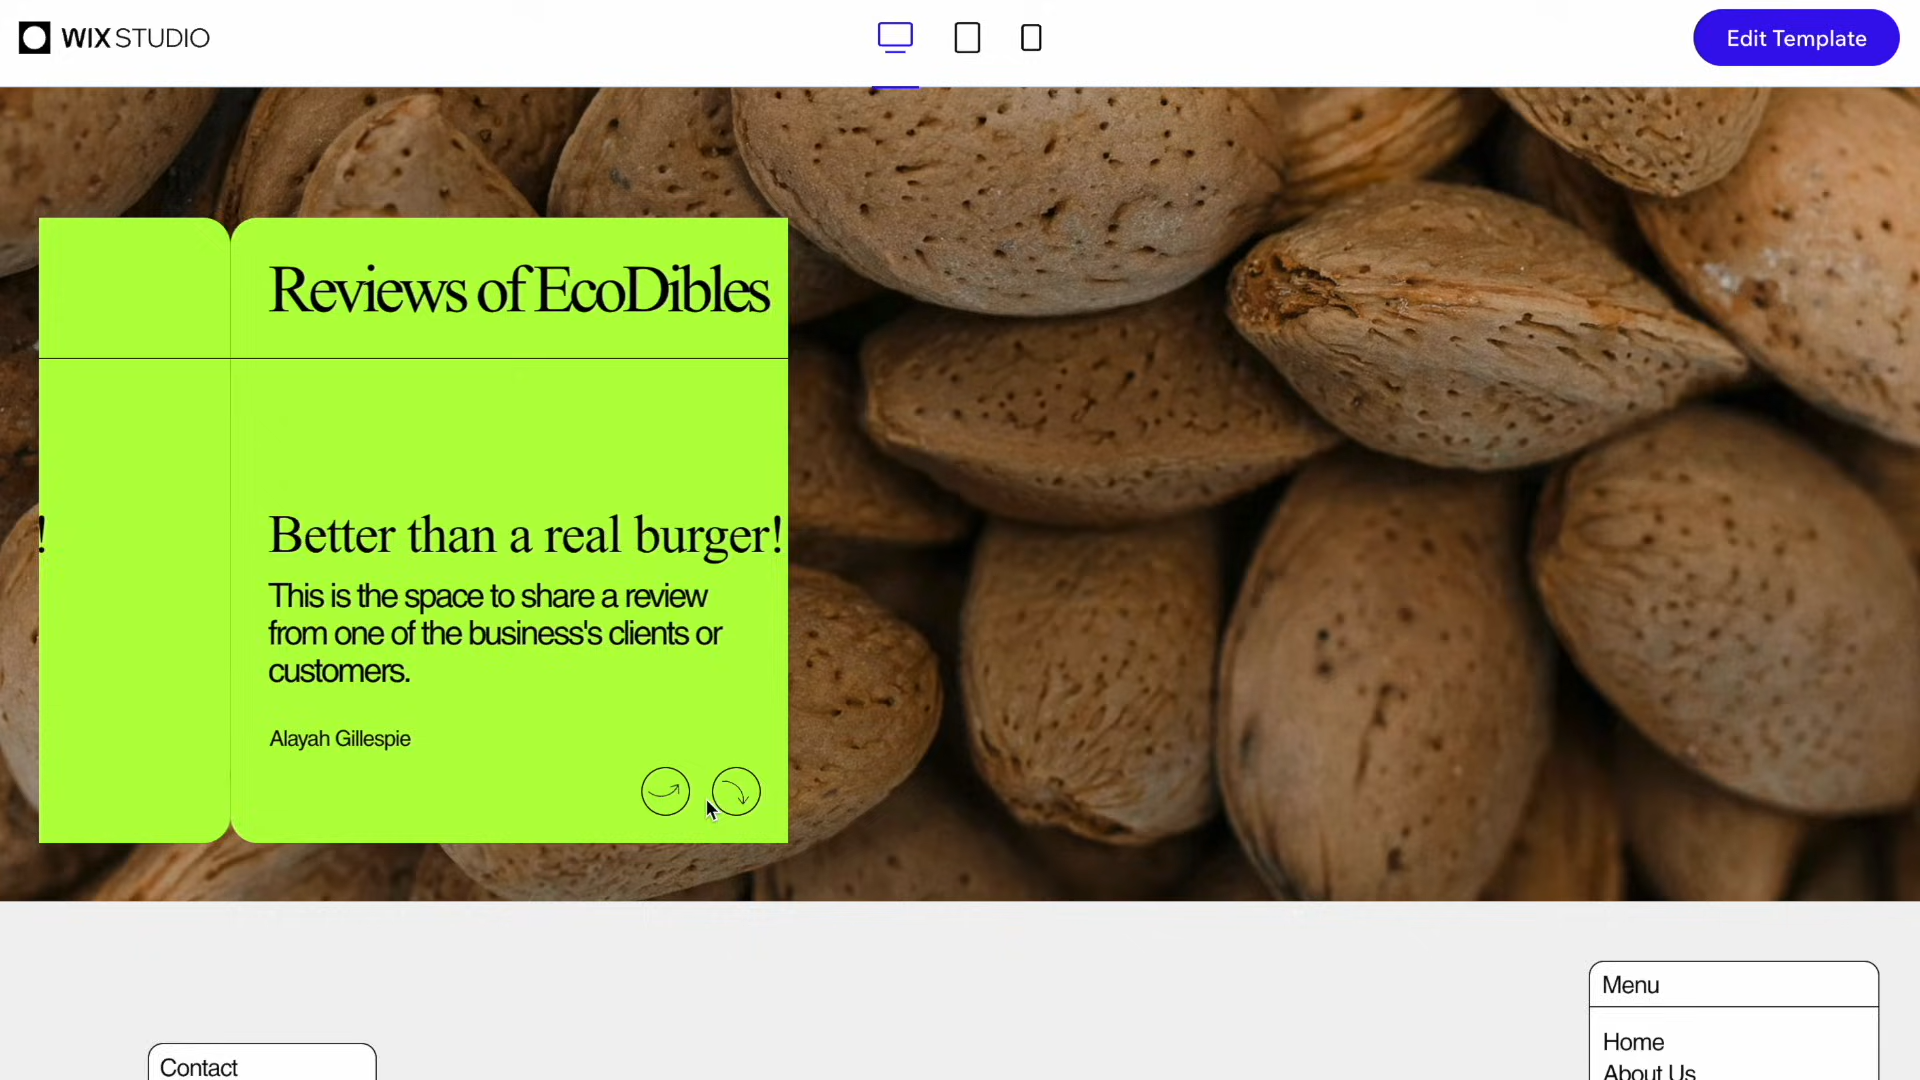 WIX STUDIO
Edit Template
Reviews of EcoDibles
!
Better than a real burger!
This is the space to share a review
from one of the business's clients or
customers.
Alayah Gillespie
Menu
Home
About Us
Contact